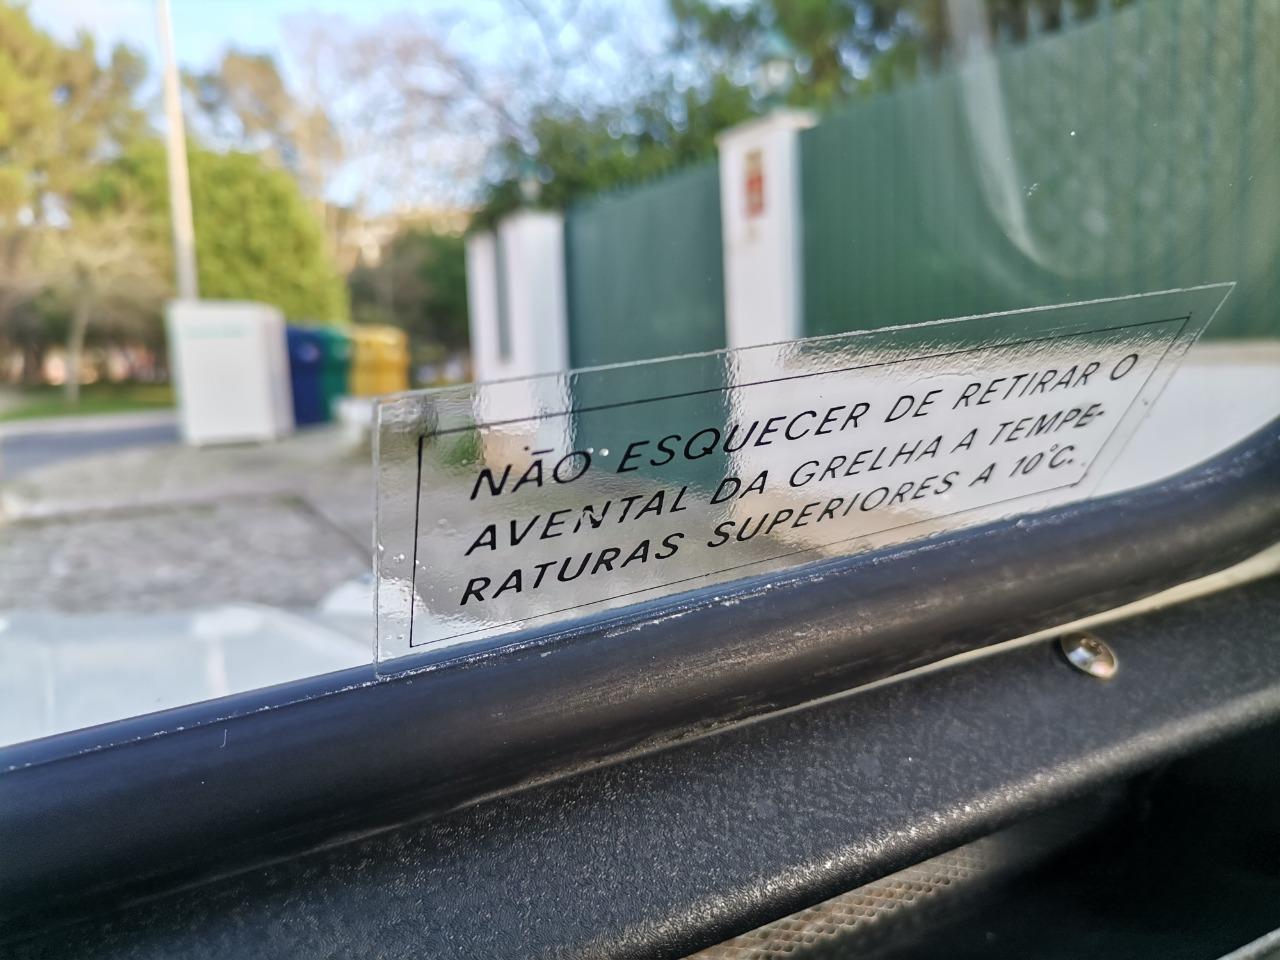 NÃO ESQUECER DE RETIRAR O
AVENTAL DA GRELHA A TEMPE-
RATURAS SUPERIORES A 10°C.